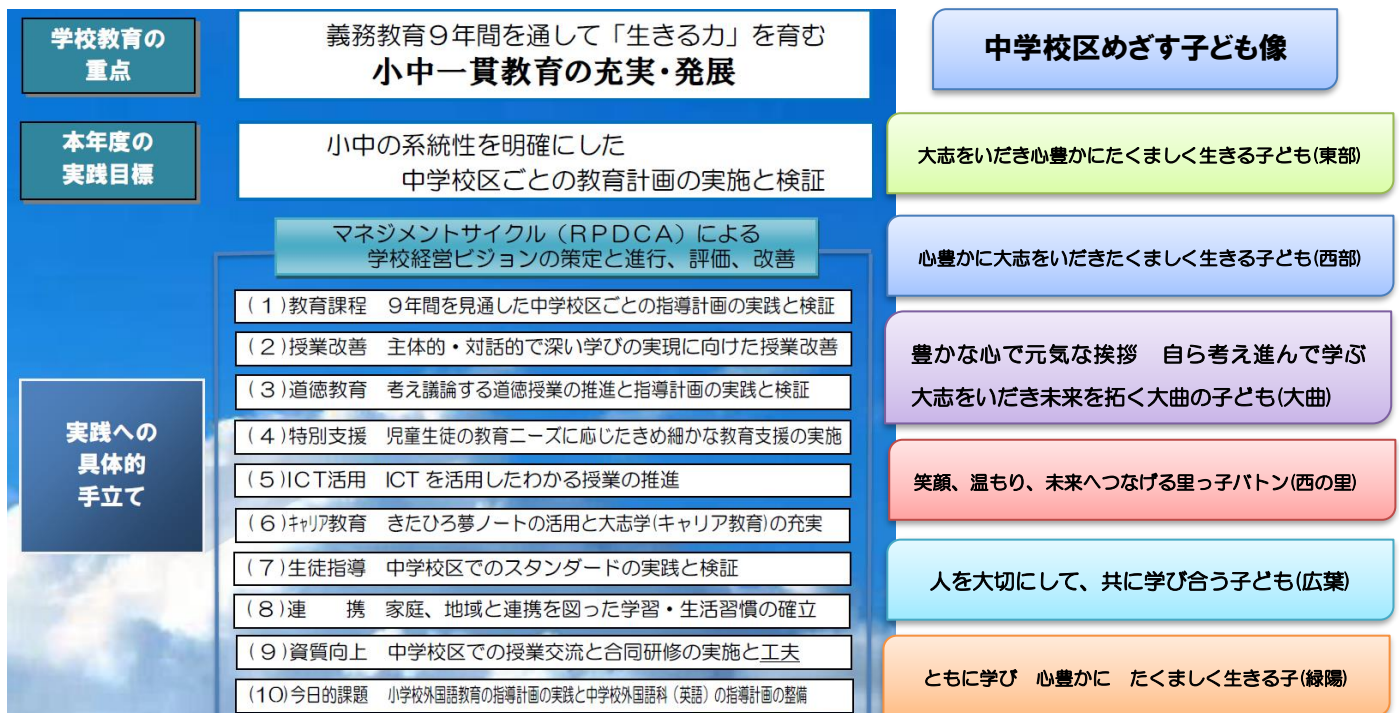 学校教育の
重点
義務教育９年間を通して「生きる力」を育む
小中一貫教育の充実・発展
本年度の
実践目標
小中の系統性を明確にした
中学校区ごとの教育計画の実施と検証
マネジメントサイクル（ＲＰＤＣＡ）による
学校経営ビジョンの策定と進行、評価、改善
実践への
具体的
手立て
(１)教育課程　９年間を見通した中学校区ごとの指導計画の実践と検証
(２)授業改善　主体的・対話的で深い学びの実現に向けた授業改善
(３)道徳教育　考え議論する道徳授業の推進と指導計画の実践と検証
(４)特別支援　児童生徒の教育ニーズに応じたきめ細かな教育支援の実施
(５)ICT活用　ICT を活用したわかる授業の推進
(６)ｷｬﾘｱ教育　きたひろ夢ノートの活用と大志学(キャリア教育)の充実
(７)生徒指導　中学校区でのスタンダードの実践と検証
(８)連　　携　家庭、地域と連携を図った学習・生活習慣の確立
(９)資質向上　中学校区での授業交流と合同研修の実施と工夫
(10)今日的課題　小学校外国語教育の指導計画の実践と中学校外国語科（英語）の指導計画の整備
中学校区めざす子ども像
大志をいだき心豊かにたくましく生きる子ども(東部)
心豊かに大志をいだきたくましく生きる子ども(西部)
豊かな心で元気な挨拶　自ら考え進んで学ぶ
大志をいだき未来を拓く大曲の子ども(大曲)
笑顔、温もり、未来へつなげる里っ子バトン(西の里)
人を大切にして、共に学び合う子ども(広葉)
ともに学び　心豊かに　たくましく生きる子(緑陽)